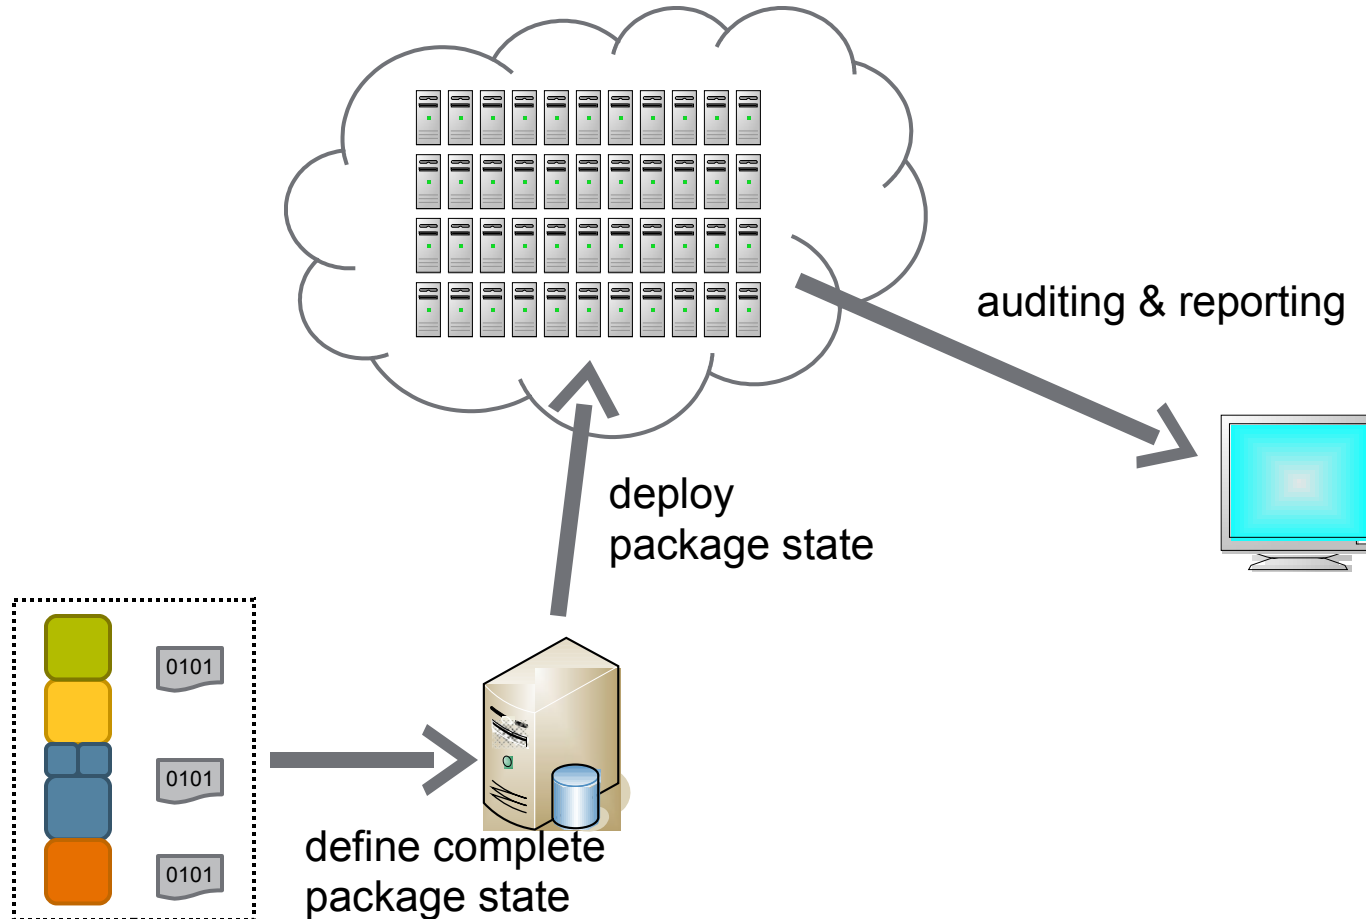 auditing & reporting
deploy
package state
0101
0101
0101
define complete
package state